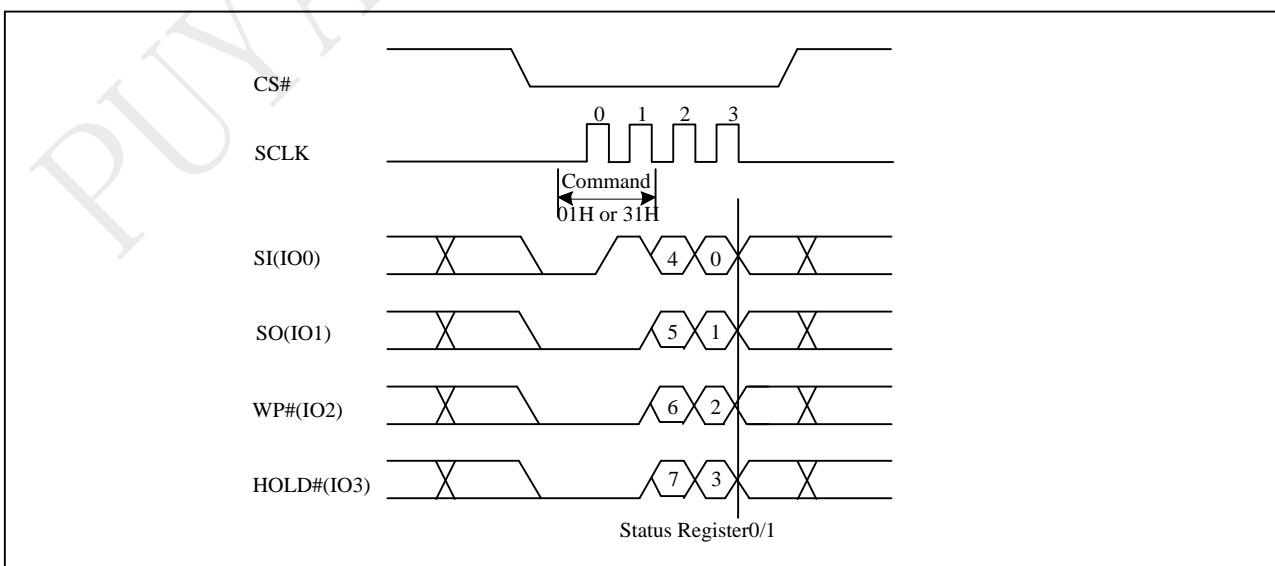 PUYA
CS#
0 1 2 3
SCLK
Command
01H or 31H
SI(IO0) 4 0
SO(IO1) 5 1
WP#(IO2) 6 2
HOLD#(IO3) 7 3
Status Register0/1